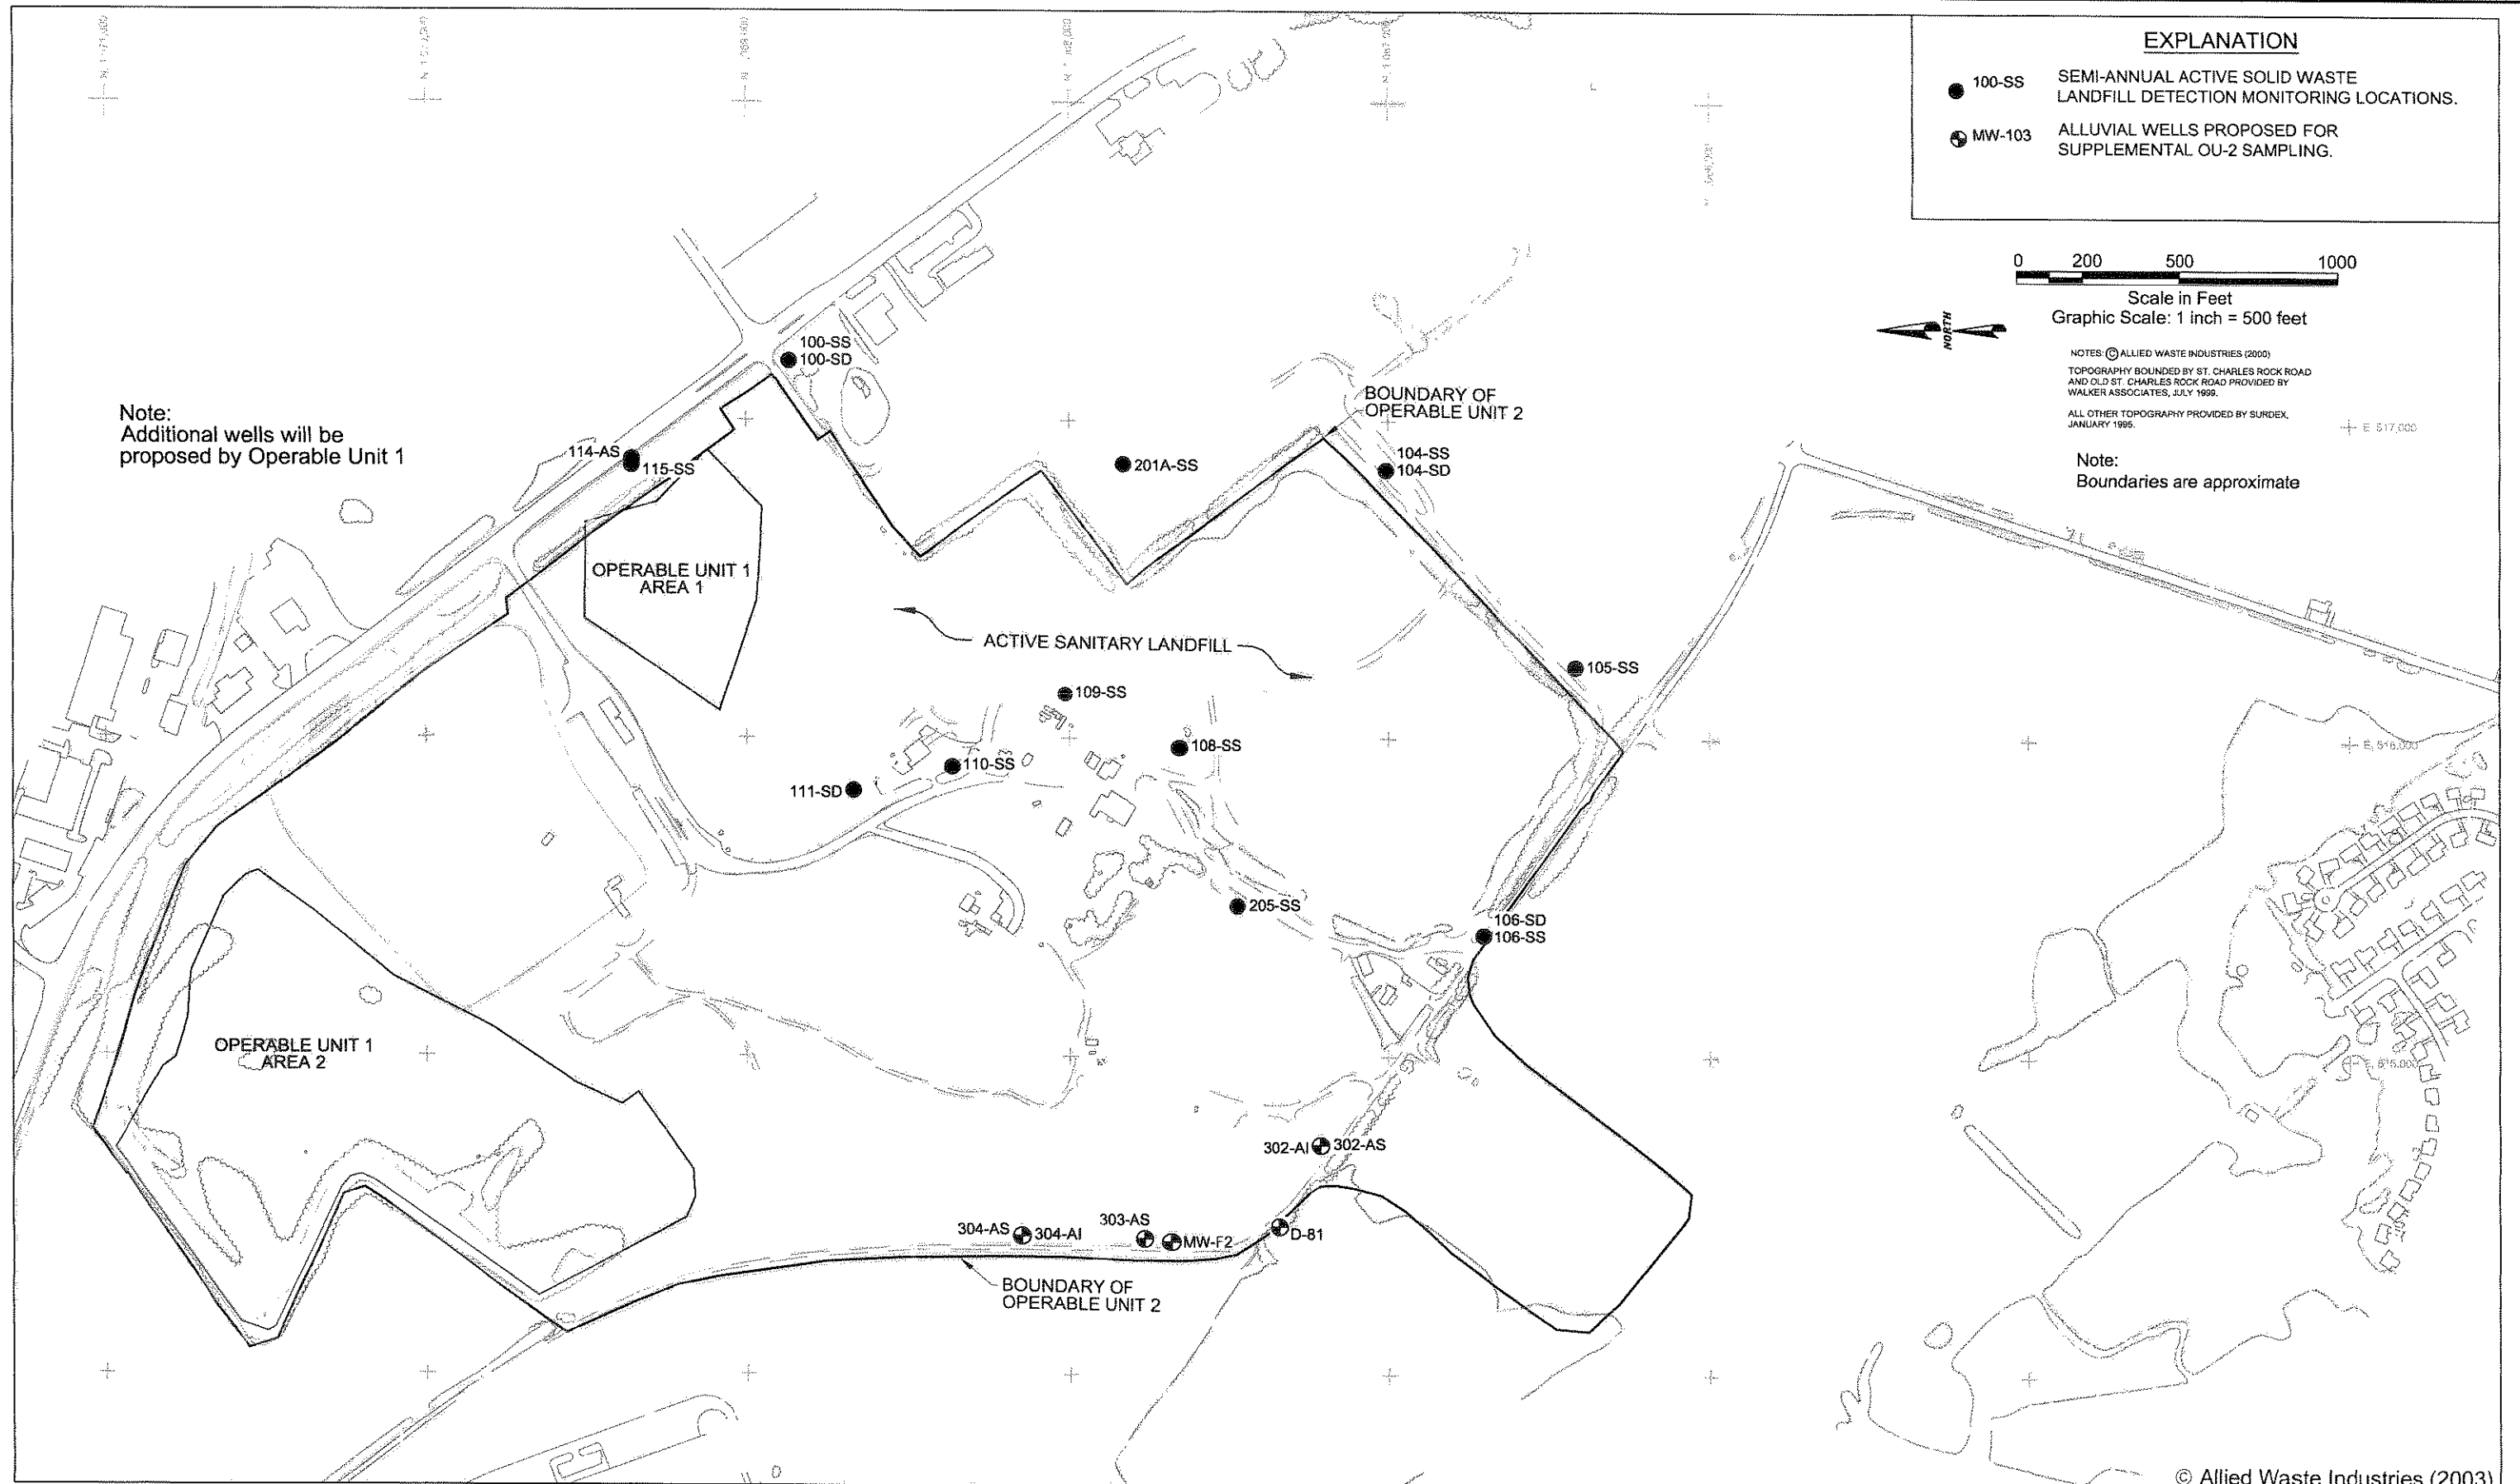 EXPLANATION
100-SS
SEMI-ANNUAL ACTIVE SOLID WASTE
LANDFILL DETECTION MONITORING LOCATIONS.
MW-103
ALLUVIAL WELLS PROPOSED FOR
SUPPLEMENTAL OU-2 SAMPLING.
0 200 500 1000
Scale in Feet
Graphic Scale: 1 inch = 500 feet
NORTH
NOTES: © ALLIED WASTE INDUSTRIES (2000)
TOPOGRAPHY BOUNDED BY ST. CHARLES ROCK ROAD
AND OLD ST. CHARLES ROCK ROAD PROVIDED BY
WALKER ASSOCIATES, JULY 1999.
ALL OTHER TOPOGRAPHY PROVIDED BY SURDEX,
JANUARY 1995.
E 517,000
Note:
Boundaries are approximate
Note:
Additional wells will be
proposed by Operable Unit 1
100-SS
100-SD
BOUNDARY OF
OPERABLE UNIT 2
114-AS
115-SS
201A-SS
104-SS
104-SD
OPERABLE UNIT 1
AREA 1
ACTIVE SANITARY LANDFILL
105-SS
109-SS
108-SS
110-SS
111-SD
E, 516,000
205-SS
106-SD
106-SS
OPERABLE UNIT 1
AREA 2
302-AI
302-AS
304-AS
304-AI
303-AS
MW-F2
D-81
BOUNDARY OF
OPERABLE UNIT 2
© Allied Waste Industries (2003)